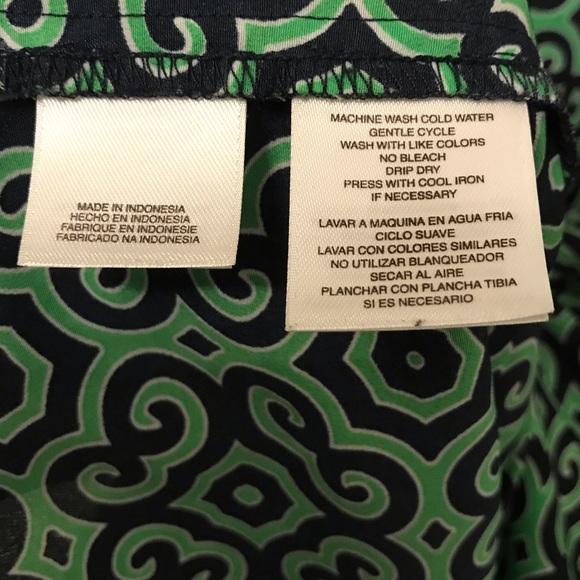 MADE IN INDONESIA
HECHO EN INDONESIA
FABRIQUE EN INDONESIE
FABRICADO NA INDONESIA
MACHINE WASH COLD WATER
GENTLE CYCLE
WASH WITH LIKE COLORS
NO BLEACH
DRIP DRY
PRESS WITH COOL IRON
IF NECESSARY
LAVAR A MAQUINA EN AGUA FRIA
CICLO SUAVE
LAVAR CON COLORES SIMILARES
NO UTILIZAR BLANQUEADOR
SECAR AL AIRE
PLANCHAR CON PLANCHA TIBIA
SI ES NECESARIO